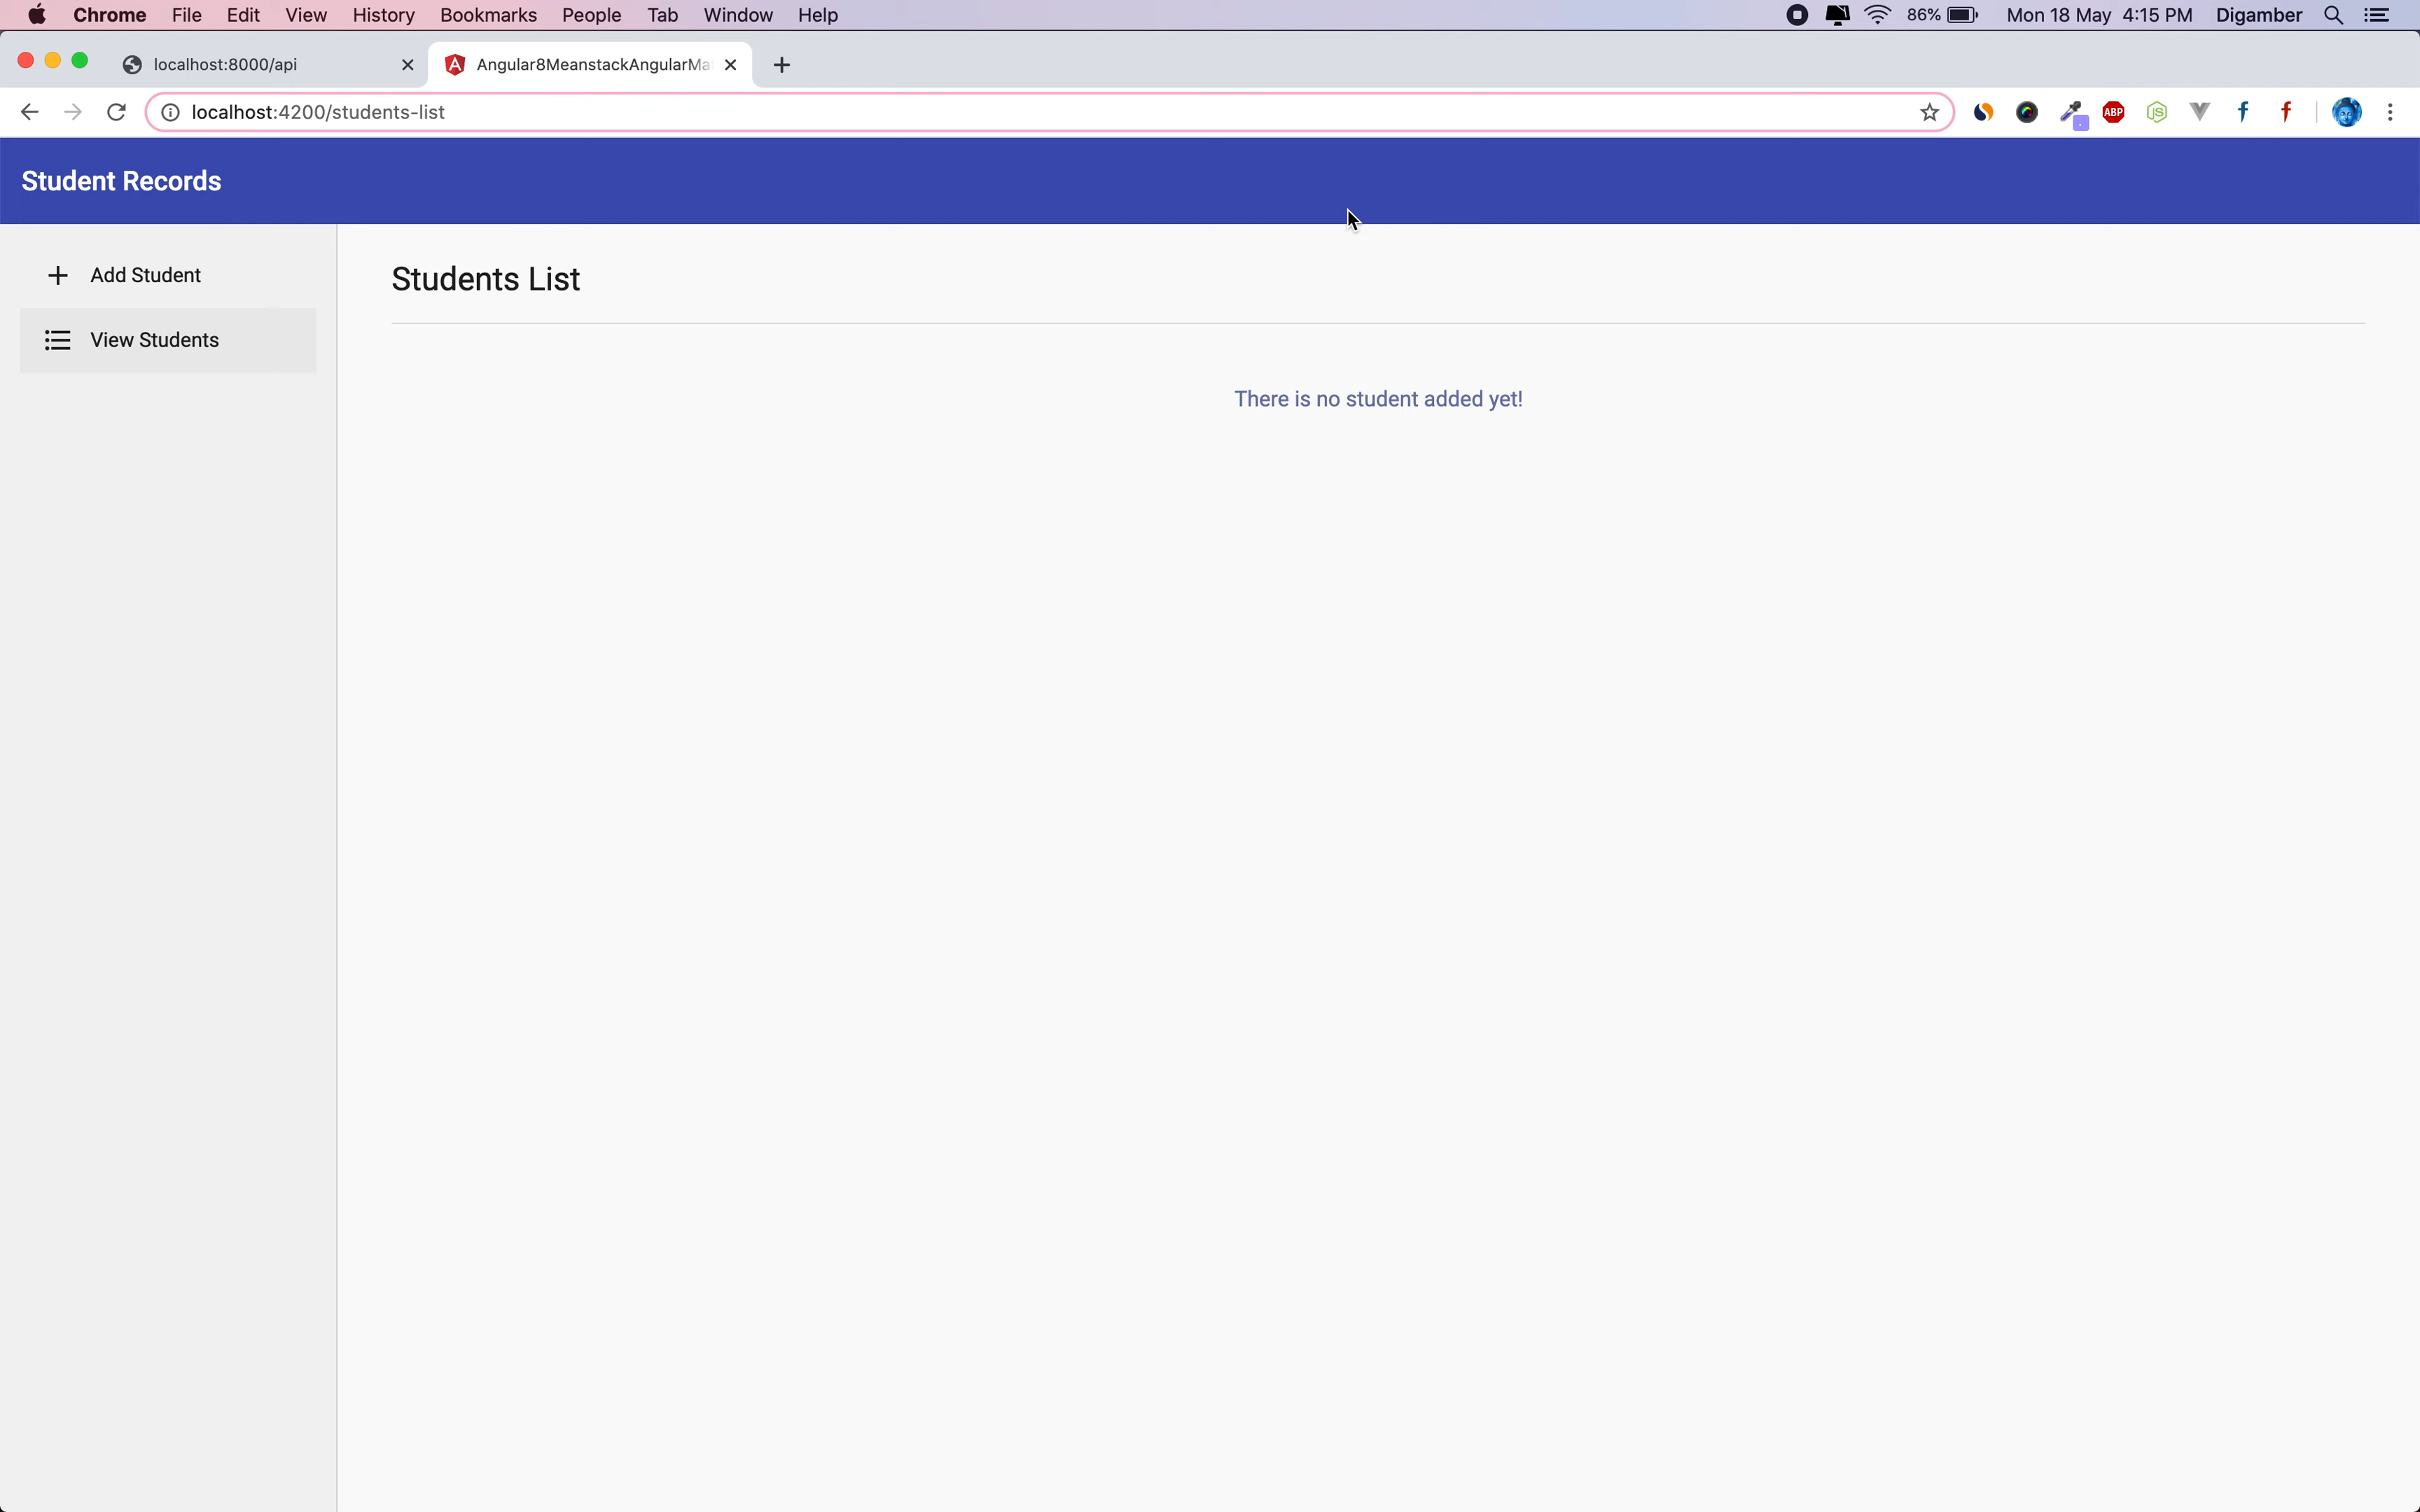 Chrome File Edit View History Bookmarks People Tab Window Help 86% Mon 18 May 4:15 PM Digamber
localhost:8000/api Angular8MeanstackAngularMa
localhost:4200/students-list ABP JS
Student Records
Add Student
View Students
Students List
There is no student added yet!